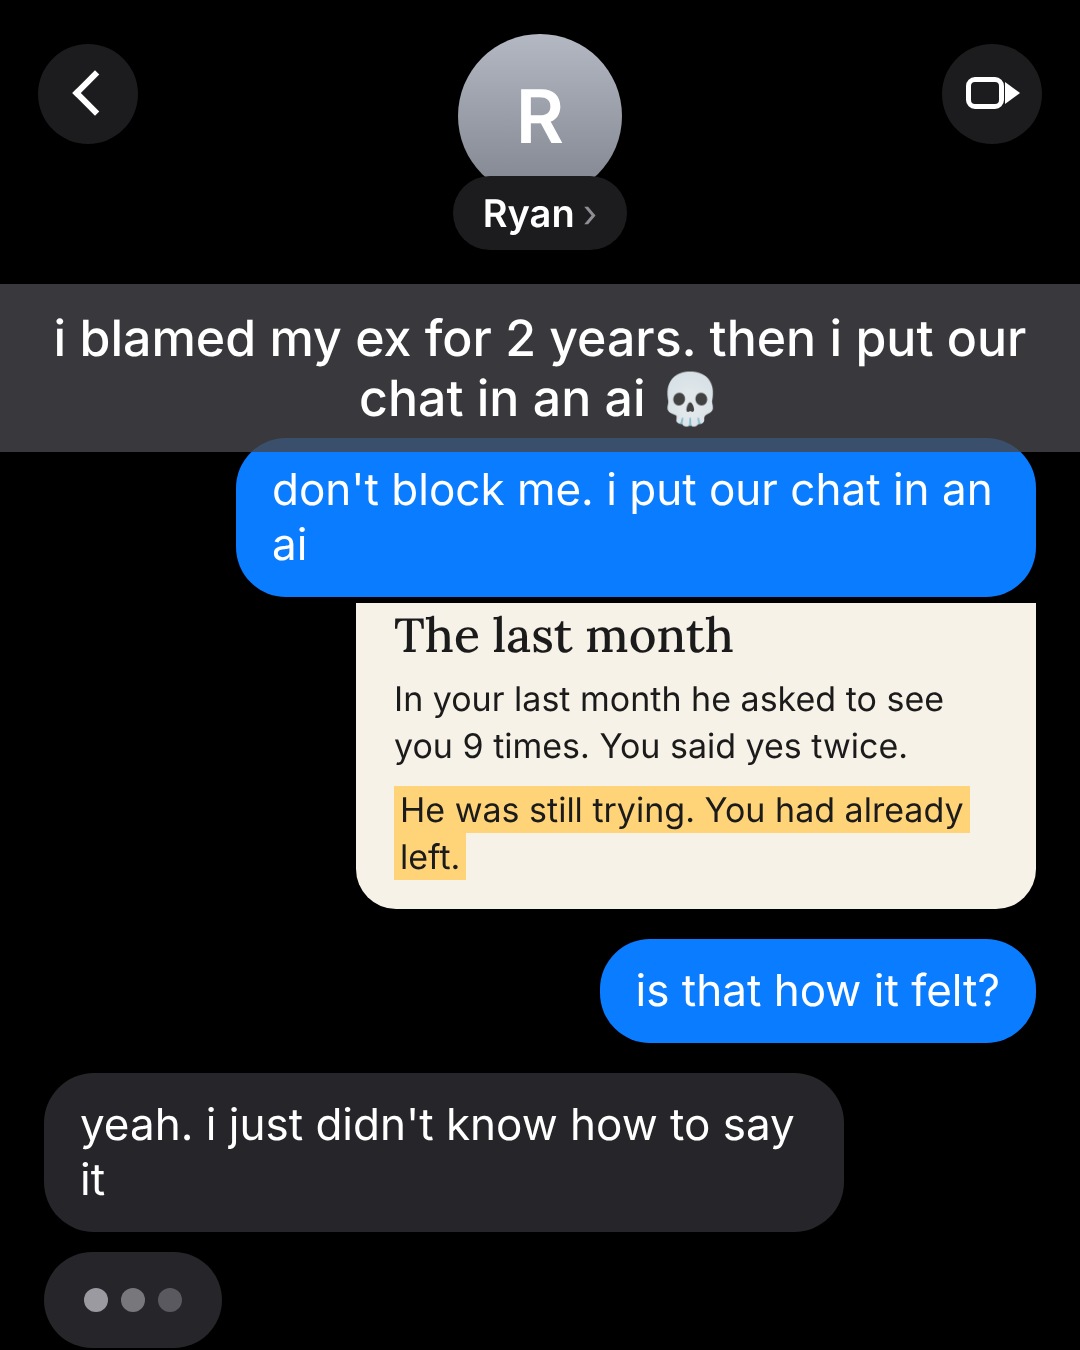 R
Ryan ›
i blamed my ex for 2 years. then i put our
chat in an ai 💀
don't block me. i put our chat in an
ai
The last month
In your last month he asked to see
you 9 times. You said yes twice.
He was still trying. You had already
left.
is that how it felt?
yeah. i just didn't know how to say
it